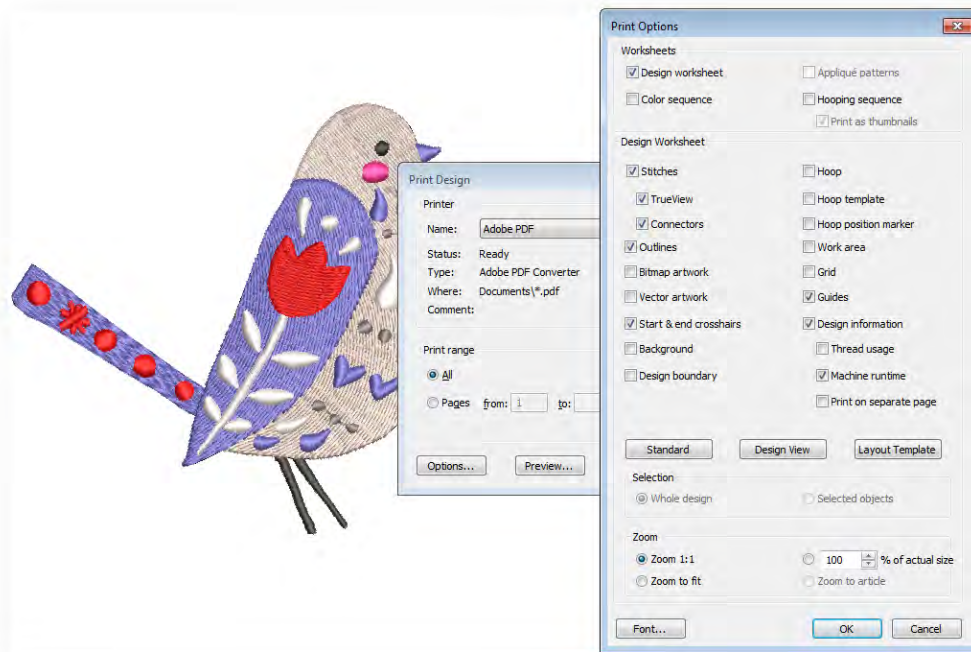 Print Options
Worksheets
Design worksheet
Appliqué patterns
Color sequence
Hooping sequence
Print as thumbnails
Design Worksheet
Stitches
Hoop
TrueView
Hoop template
Connectors
Hoop position marker
Outlines
Work area
Bitmap artwork
Grid
Vector artwork
Guides
Start & end crosshairs
Design information
Background
Thread usage
Design boundary
Machine runtime
Print on separate page
Standard
Design View
Layout Template
Selection
Whole design
Selected objects
Zoom
Zoom 1:1
100 % of actual size
Zoom to fit
Zoom to article
Font...
OK
Cancel
Print Design
Printer
Name: Adobe PDF
Status: Ready
Type: Adobe PDF Converter
Where: Documents\*.pdf
Comment:
Print range
All
Pages from: 1 to:
Options...
Preview...